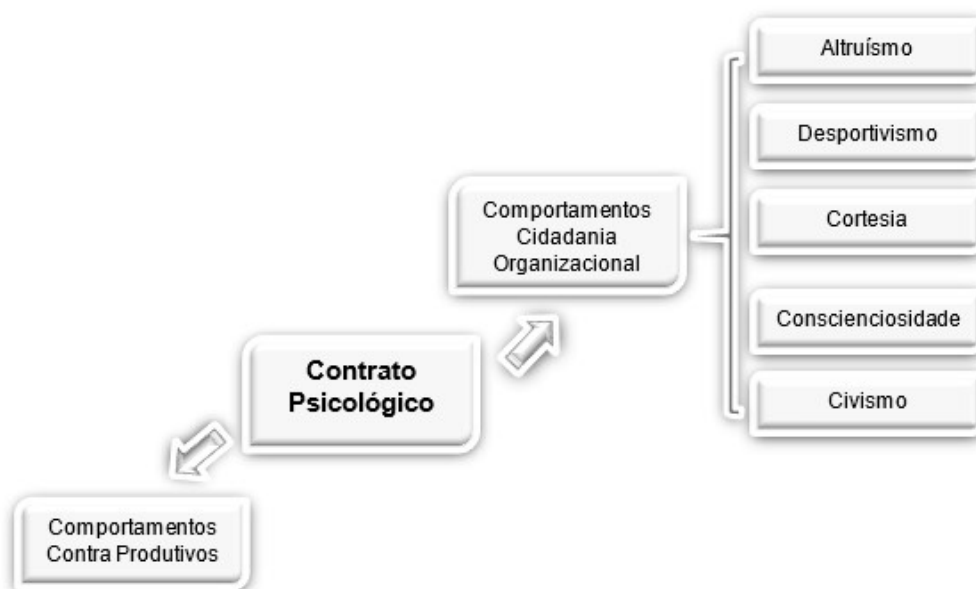 Altruísmo
Desportivismo
Comportamentos
Cidadania
Organizacional
Cortesia
Conscienciosidade
Contrato
Psicológico
Civismo
Comportamentos
Contra Produtivos